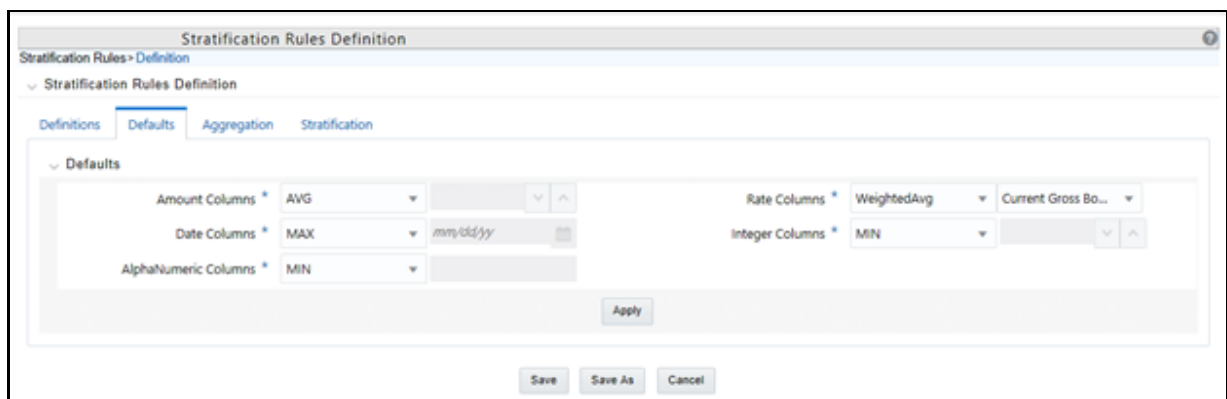 Stratification Rules Definition
Stratification Rules > Definition
Stratification Rules Definition
Definitions Defaults Aggregation Stratification
Defaults
Amount Columns * AVG Rate Columns * WeightedAvg Current Gross Bo...
Date Columns * MAX mm/dd/yy Integer Columns * MIN
AlphaNumeric Columns * MIN
Apply
Save Save As Cancel